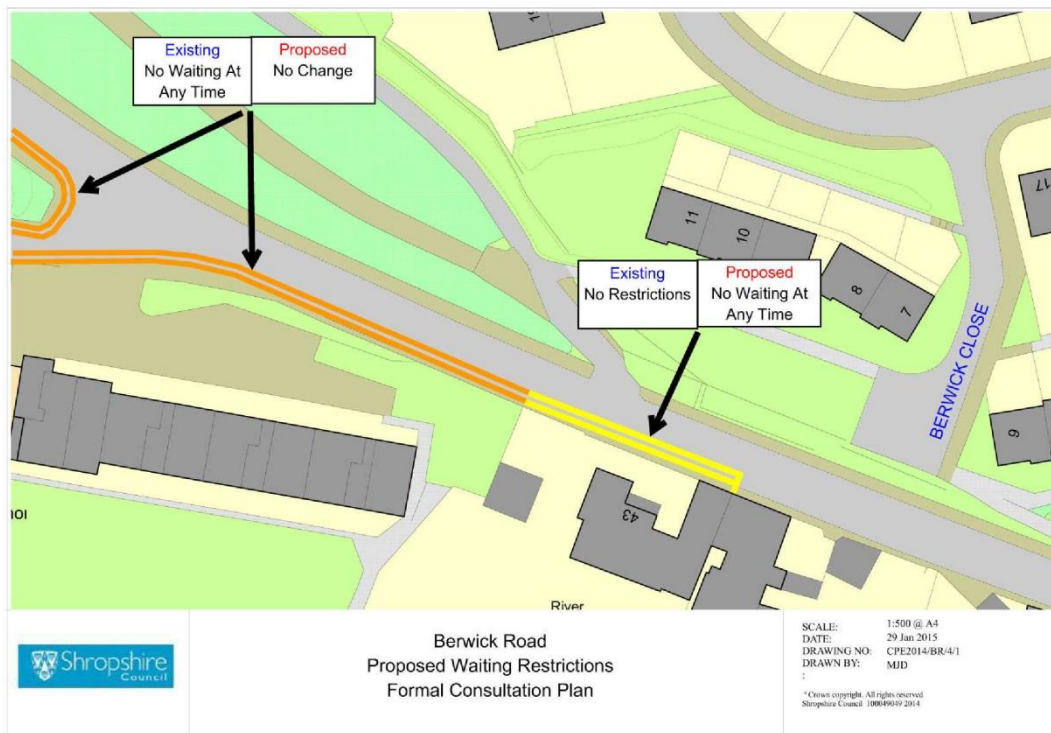 Existing
No Waiting At
Any Time
Proposed
No Change
11
10
8
7
17
Existing
No Restrictions
Proposed
No Waiting At
Any Time
BERWICK CLOSE
9
43
River
Shropshire
Council
Berwick Road
Proposed Waiting Restrictions
Formal Consultation Plan
SCALE: 1:500 @ A4
DATE: 29 Jan 2015
DRAWING NO: CPE2014/BR/4/1
DRAWN BY: MJD
:
©Crown copyright. All rights reserved
Shropshire Council 100049049 2014